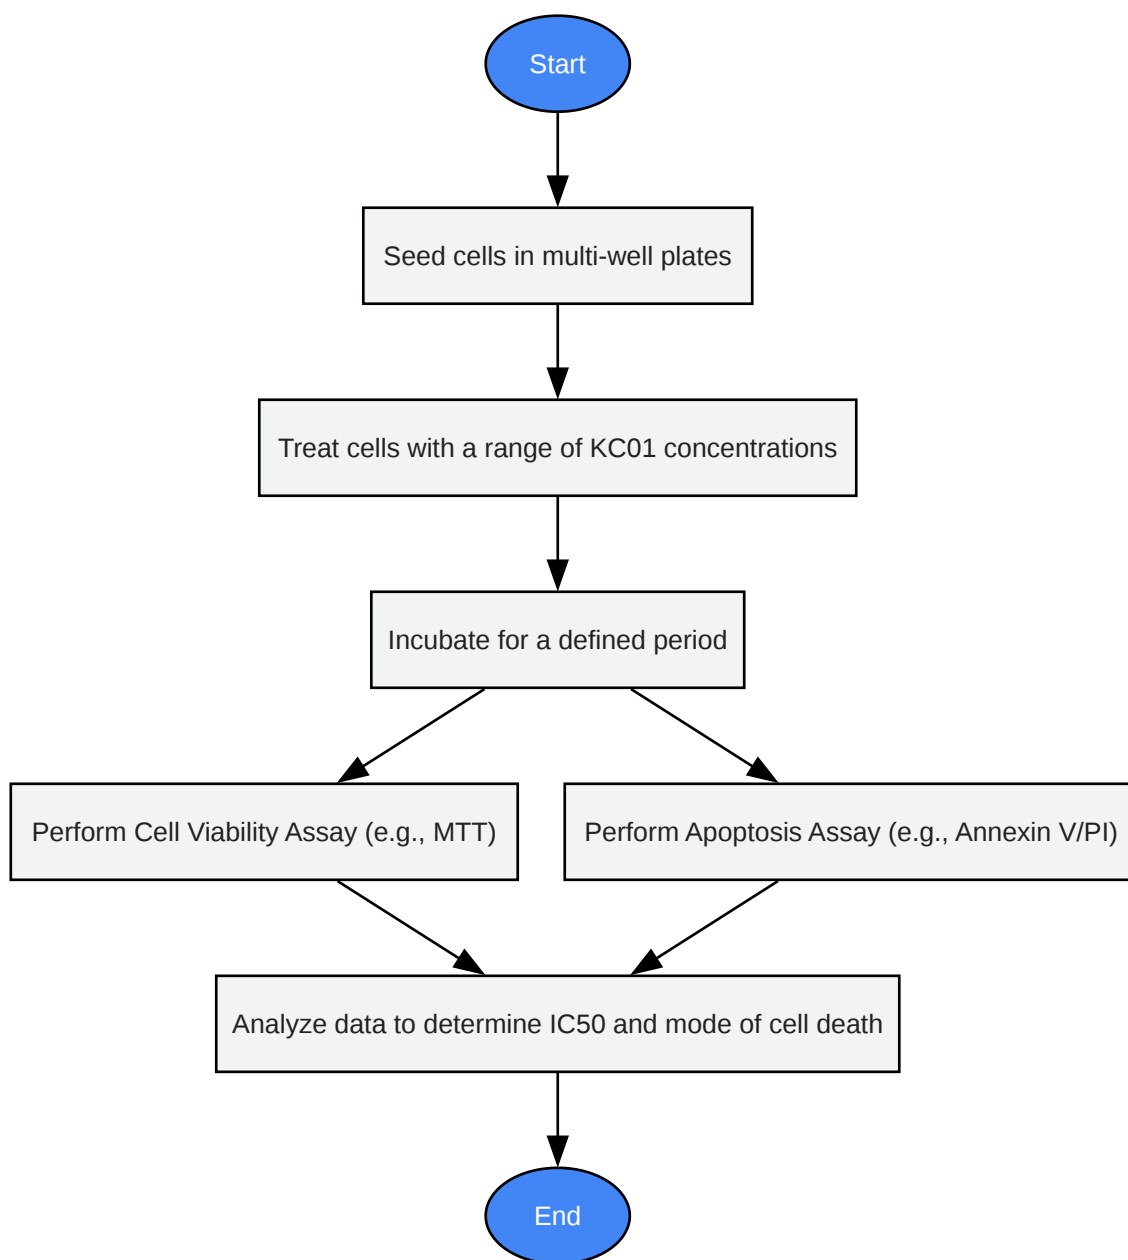 Start
Seed cells in multi-well plates
Treat cells with a range of KC01 concentrations
Incubate for a defined period
Perform Cell Viability Assay (e.g., MTT)
Perform Apoptosis Assay (e.g., Annexin V/PI)
Analyze data to determine IC50 and mode of cell death
End